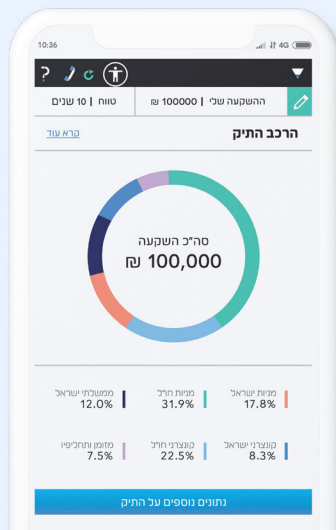 10:36
4G
?
ההשקעה שלי | 100000 ₪
טווח | 10 שנים
הרכב התיק
קרא עוד
סה״כ השקעה
100,000 ₪
מניות ישראל
17.8%
מניות חו״ל
31.9%
ממשלתי ישראל
12.0%
קונצרני ישראל
8.3%
קונצרני חו״ל
22.5%
מזומן ותחליפיו
7.5%
נתונים נוספים על התיק